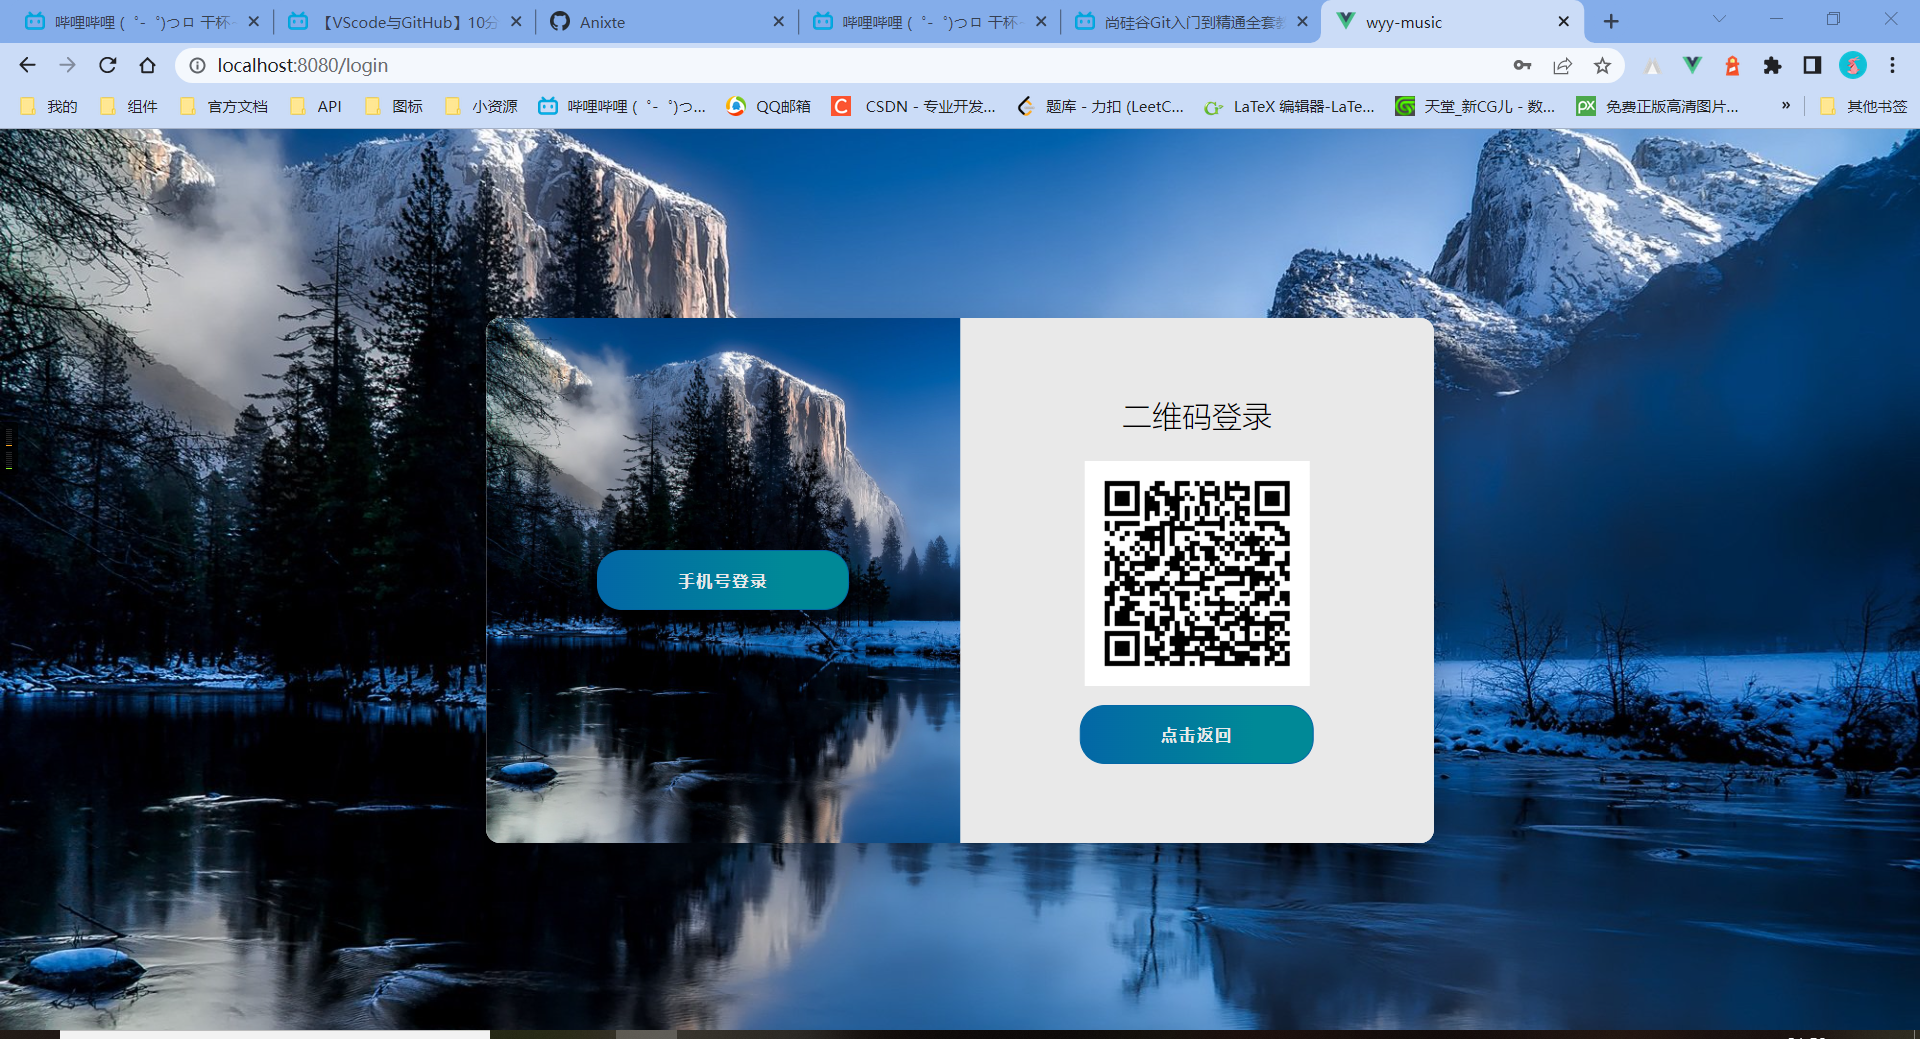 哔哩哔哩 (゜-゜)つロ 干杯~
【VScode与GitHub】10分
Anixte
哔哩哔哩 (゜-゜)つロ 干杯~
尚硅谷Git入门到精通全套教
wyy-music
localhost:8080/login
我的
组件
官方文档
API
图标
小资源
哔哩哔哩 (゜-゜)つ...
QQ邮箱
CSDN - 专业开发...
题库 - 力扣 (LeetC...
LaTeX 编辑器-LaTe...
天堂_新CG儿 - 数...
免费正版高清图片...
»
其他书签
二维码登录
手机号登录
点击返回